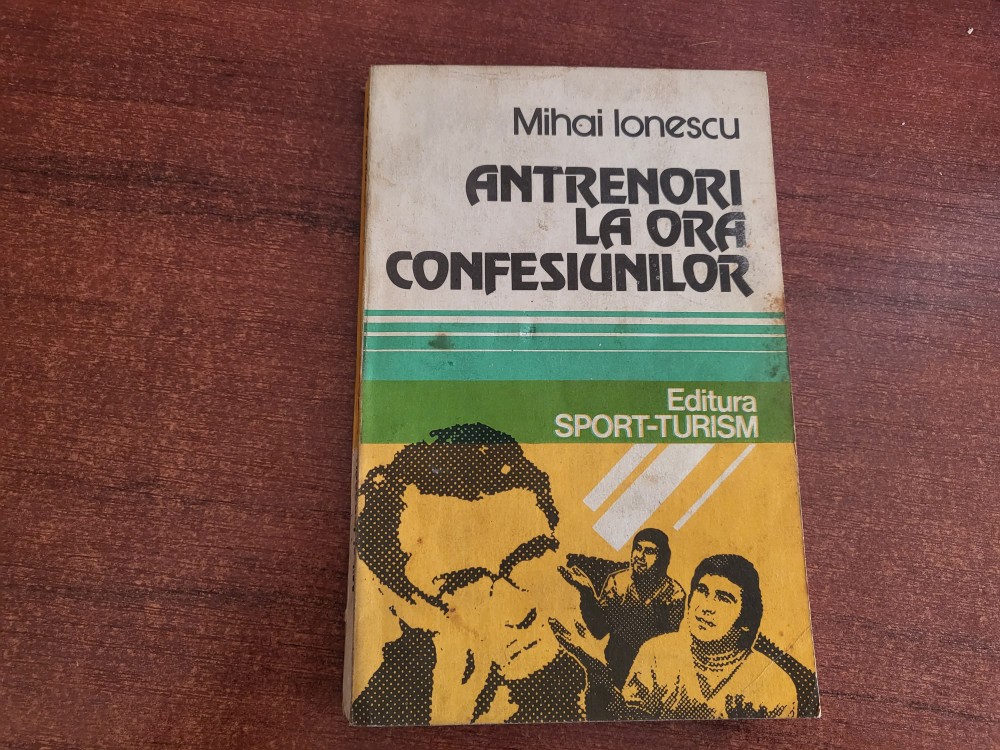 Mihai Ionescu
ANTRENORI
LA ORA
CONFESIUNILOR
Editura
SPORT-TURISM